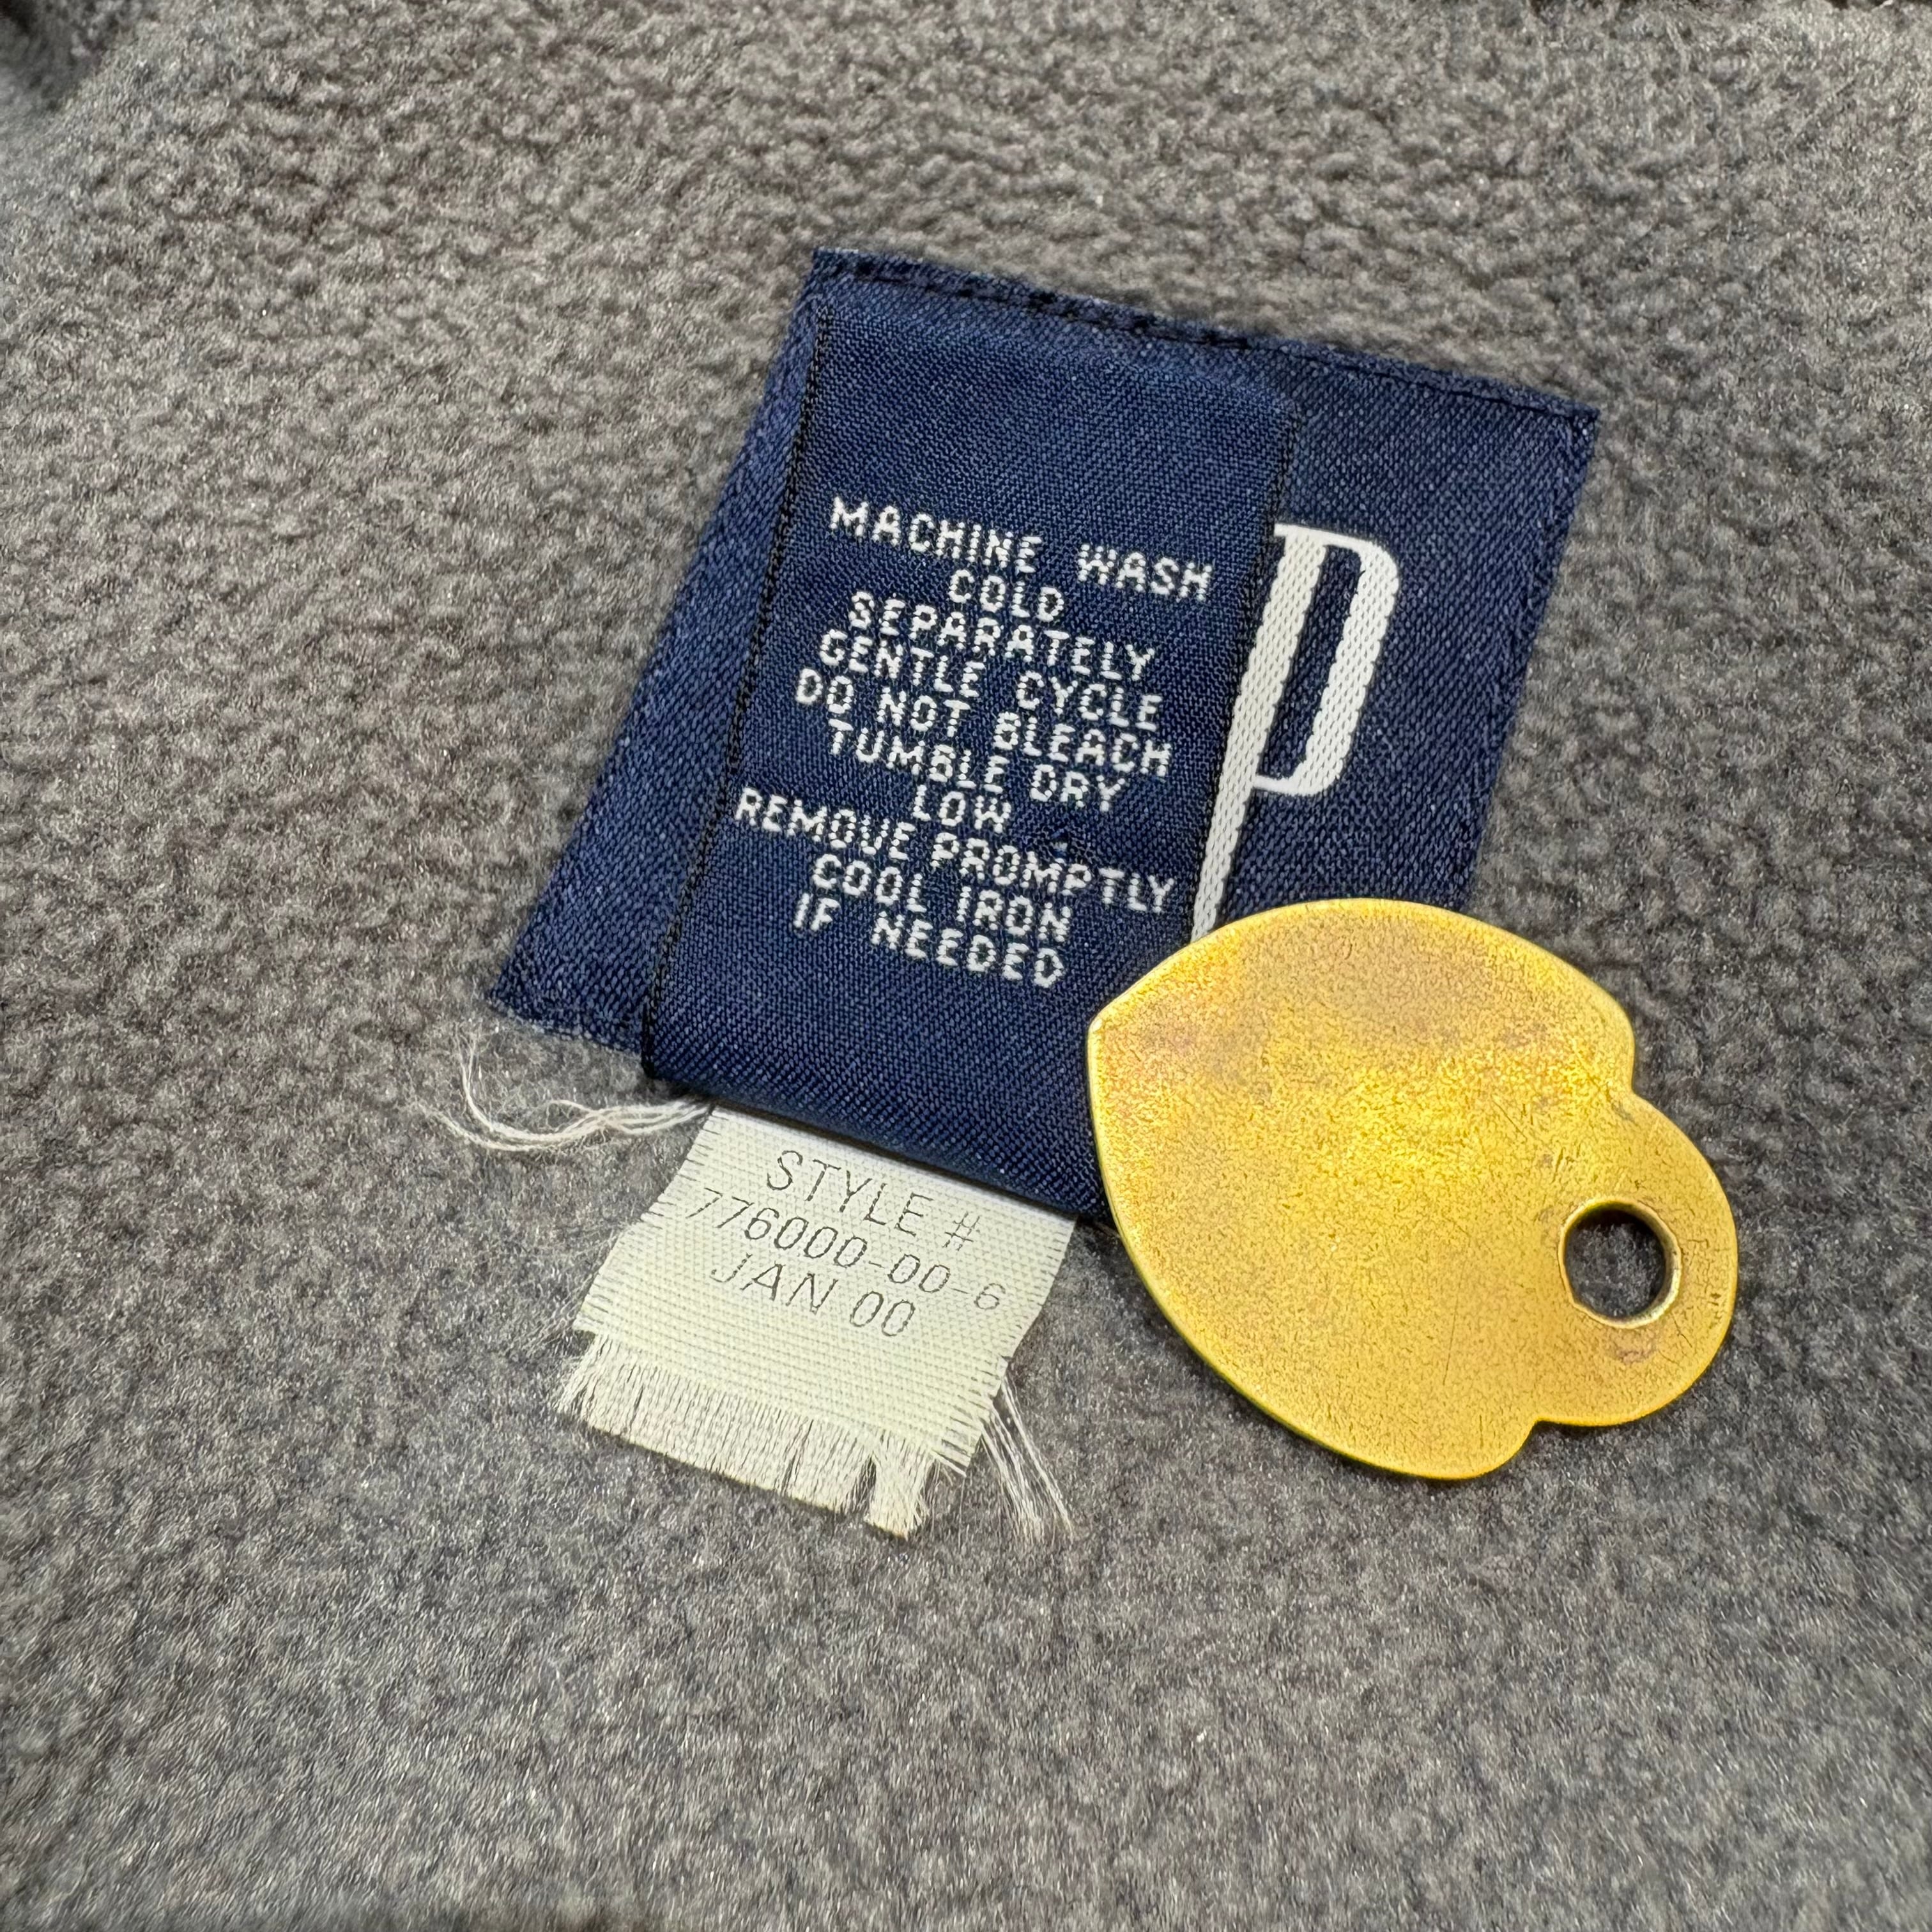 MACHINE WASH
COLD
SEPARATELY
GENTLE CYCLE
DO NOT BLEACH
TUMBLE DRY
LOW
REMOVE PROMPTLY
COOL IRON
IF NEEDED
P
STYLE #
776000-00-6
JAN 00